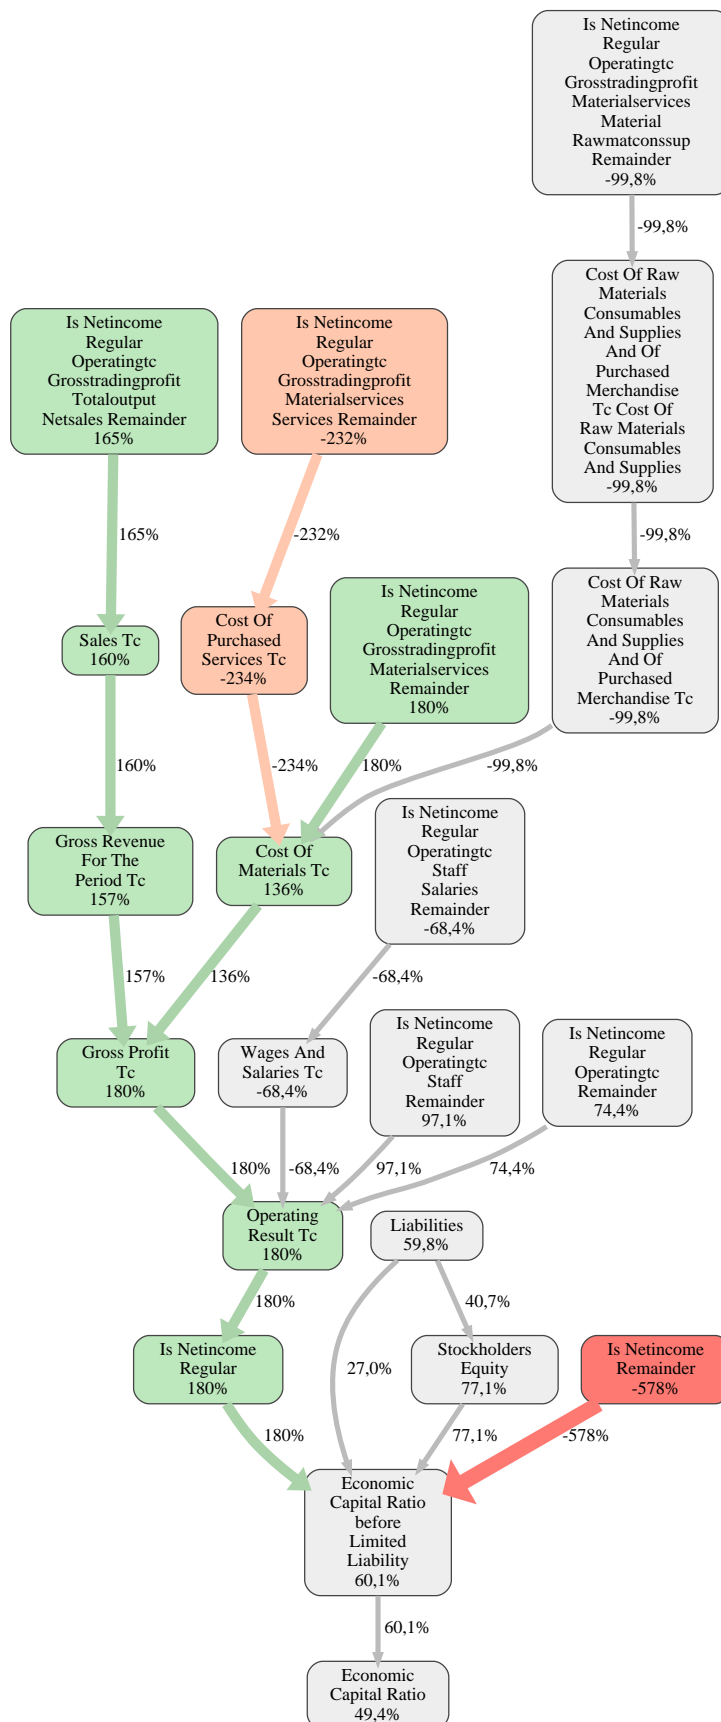 Is Netincome
Regular
Operatingtc
Grosstradingprofit
Materialservices
Material
Rawmatconssup
Remainder
-99,8%
-99,8%
Cost Of Raw
Materials
Consumables
And Supplies
And Of
Purchased
Merchandise
Tc Cost Of
Raw Materials
Consumables
And Supplies
-99,8%
Is Netincome
Regular
Operatingtc
Grosstradingprofit
Totaloutput
Netsales Remainder
165%
Is Netincome
Regular
Operatingtc
Grosstradingprofit
Materialservices
Services Remainder
-232%
165%
-232%
-99,8%
Sales Tc
160%
Cost Of
Purchased
Services Tc
-234%
Is Netincome
Regular
Operatingtc
Grosstradingprofit
Materialservices
Remainder
180%
Cost Of Raw
Materials
Consumables
And Supplies
And Of
Purchased
Merchandise Tc
-99,8%
160%
-234%
180%
-99,8%
Gross Revenue
For The
Period Tc
157%
Cost Of
Materials Tc
136%
Is Netincome
Regular
Operatingtc
Staff
Salaries
Remainder
-68,4%
157%
136%
-68,4%
Gross Profit
Tc
180%
Wages And
Salaries Tc
-68,4%
Is Netincome
Regular
Operatingtc
Staff
Remainder
97,1%
Is Netincome
Regular
Operatingtc
Remainder
74,4%
180%
-68,4%
97,1%
74,4%
Operating
Result Tc
180%
Liabilities
59,8%
180%
40,7%
Is Netincome
Regular
180%
27,0%
Stockholders
Equity
77,1%
Is Netincome
Remainder
-578%
180%
77,1%
-578%
Economic
Capital Ratio
before
Limited
Liability
60,1%
60,1%
Economic
Capital Ratio
49,4%